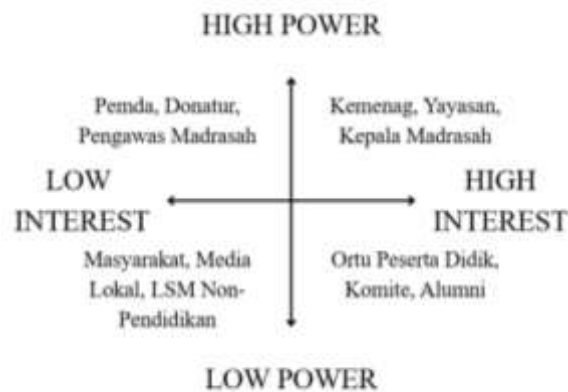 HIGH POWER
Pemda, Donatur,
Pengawas Madrasah
Kemenag, Yayasan,
Kepala Madrasah
LOW
INTEREST
HIGH
INTEREST
Masyarakat, Media
Lokal, LSM Non-
Pendidikan
Ortu Peserta Didik,
Komite, Alumni
LOW POWER